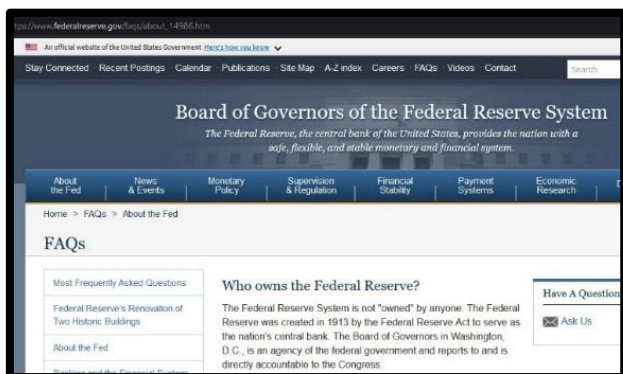 tps://www.federalreserve.gov/faqs/about_14986.htm
An official website of the United States Government Here's how you know
Stay Connected Recent Postings Calendar Publications Site Map A-Z index Careers FAQs Videos Contact Search
Board of Governors of the Federal Reserve System
The Federal Reserve, the central bank of the United States, provides the nation with a
safe, flexible, and stable monetary and financial system.
About the Fed News & Events Monetary Policy Supervision & Regulation Financial Stability Payment Systems Economic Research
Home > FAQs > About the Fed
FAQs
Most Frequently Asked Questions
Federal Reserve's Renovation of
Two Historic Buildings
About the Fed
Banking and the Financial System
Who owns the Federal Reserve?
The Federal Reserve System is not "owned" by anyone. The Federal
Reserve was created in 1913 by the Federal Reserve Act to serve as
the nation's central bank. The Board of Governors in Washington,
D.C., is an agency of the federal government and reports to and is
directly accountable to the Congress.
Have A Question
Ask Us